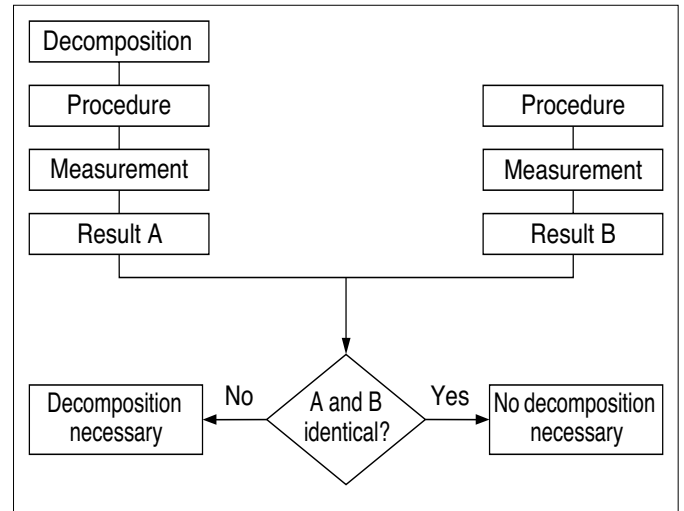 Decomposition
Procedure
Measurement
Result A
Procedure
Measurement
Result B
A and B
identical?
No
Yes
Decomposition
necessary
No decomposition
necessary